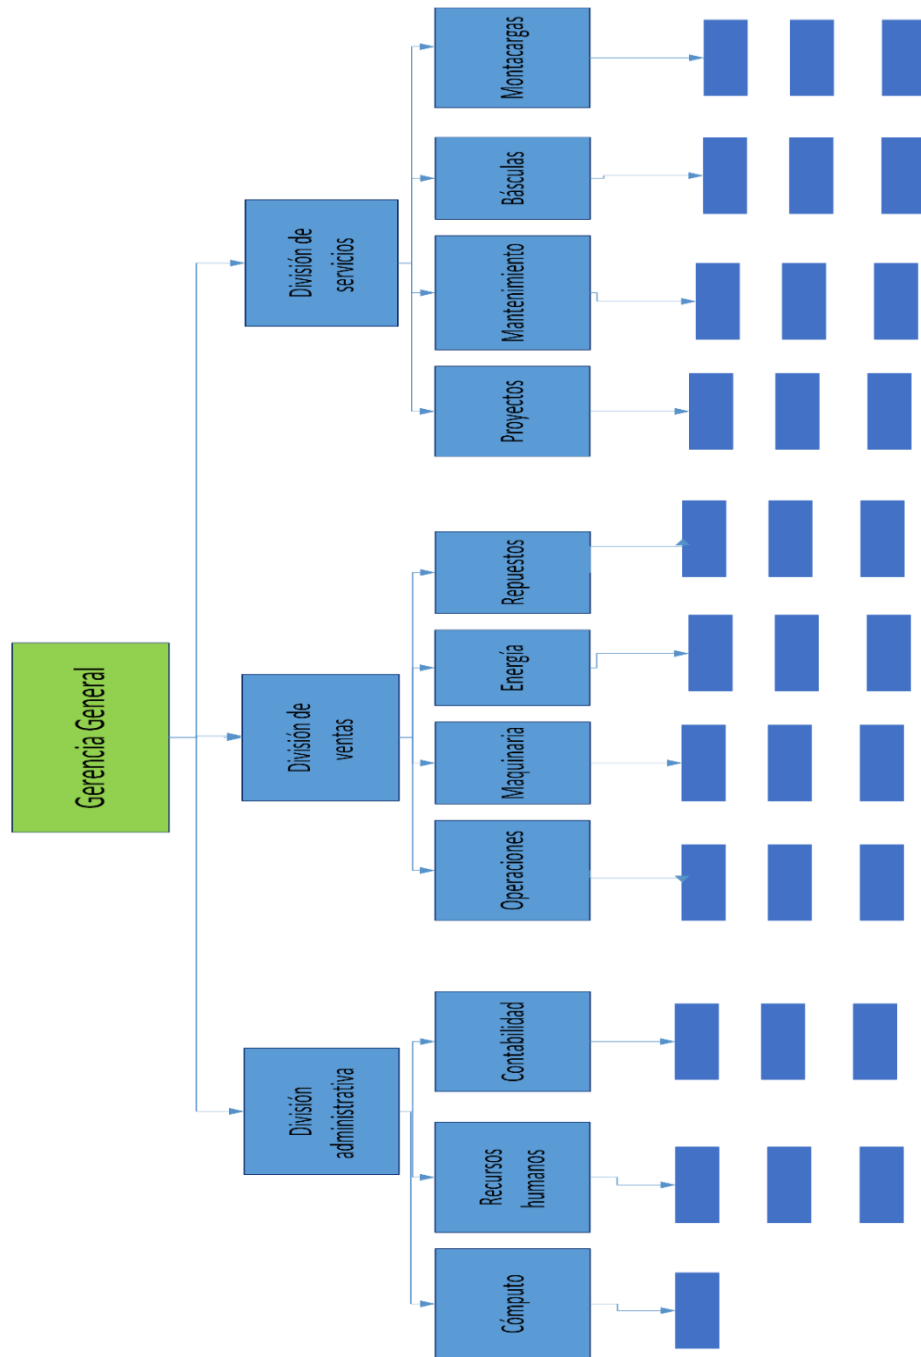 Gerencia General
División
administrativa
División de
ventas
División de
servicios
Cómputo
Recursos
humanos
Contabilidad
Operaciones
Maquinaria
Energía
Repuestos
Proyectos
Mantenimiento
Básculas
Montacargas